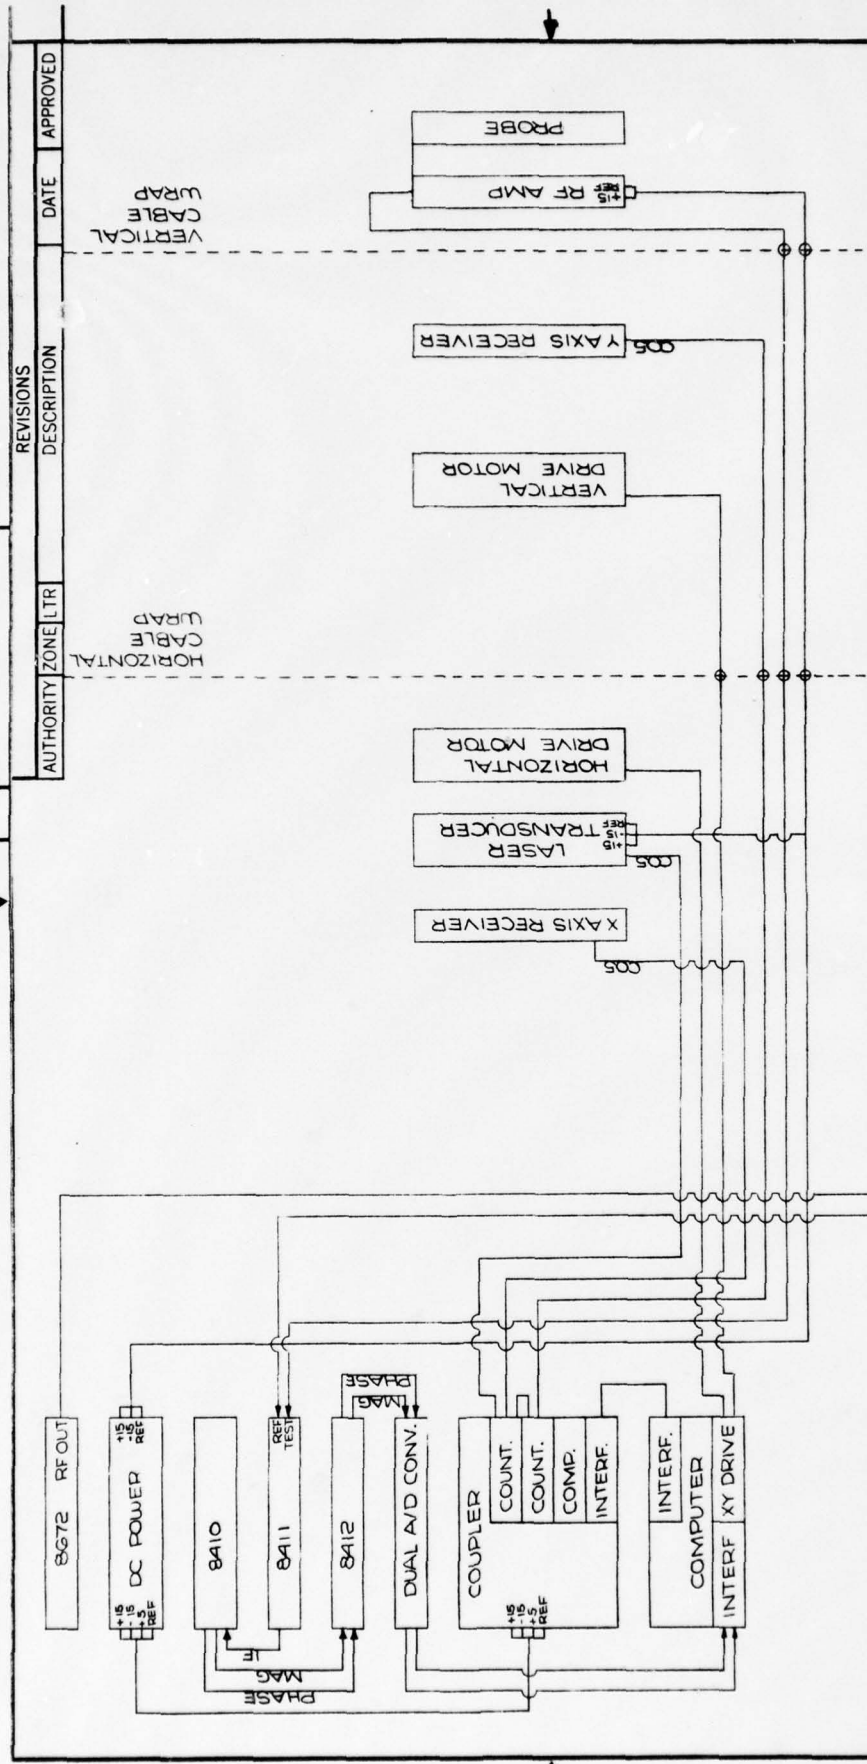 REVISIONS
AUTHORITY
ZONE
LTR
DESCRIPTION
DATE
APPROVED
VERTICAL
CABLE
WRAP
HORIZONTAL
CABLE
WRAP
PROBE
RF AMP
+15
REF
Y AXIS RECEIVER
CQ5
VERTICAL
DRIVE MOTOR
HORIZONTAL
DRIVE MOTOR
LASER
TRANSDUCER
+15
-15
REF
CQ5
X AXIS RECEIVER
CQ5
8672 RF OUT
DC POWER
+15
-15
REF
+15
-15
+5
REF
8410
8411
REF
TEST
IF
MAG
PHASE
8412
PHASE
MAG
DUAL A/D CONV.
COUPLER
COUNT.
COUNT.
COMP.
INTERF.
+15
-15
+5
REF
INTERF.
COMPUTER
INTERF
XY DRIVE